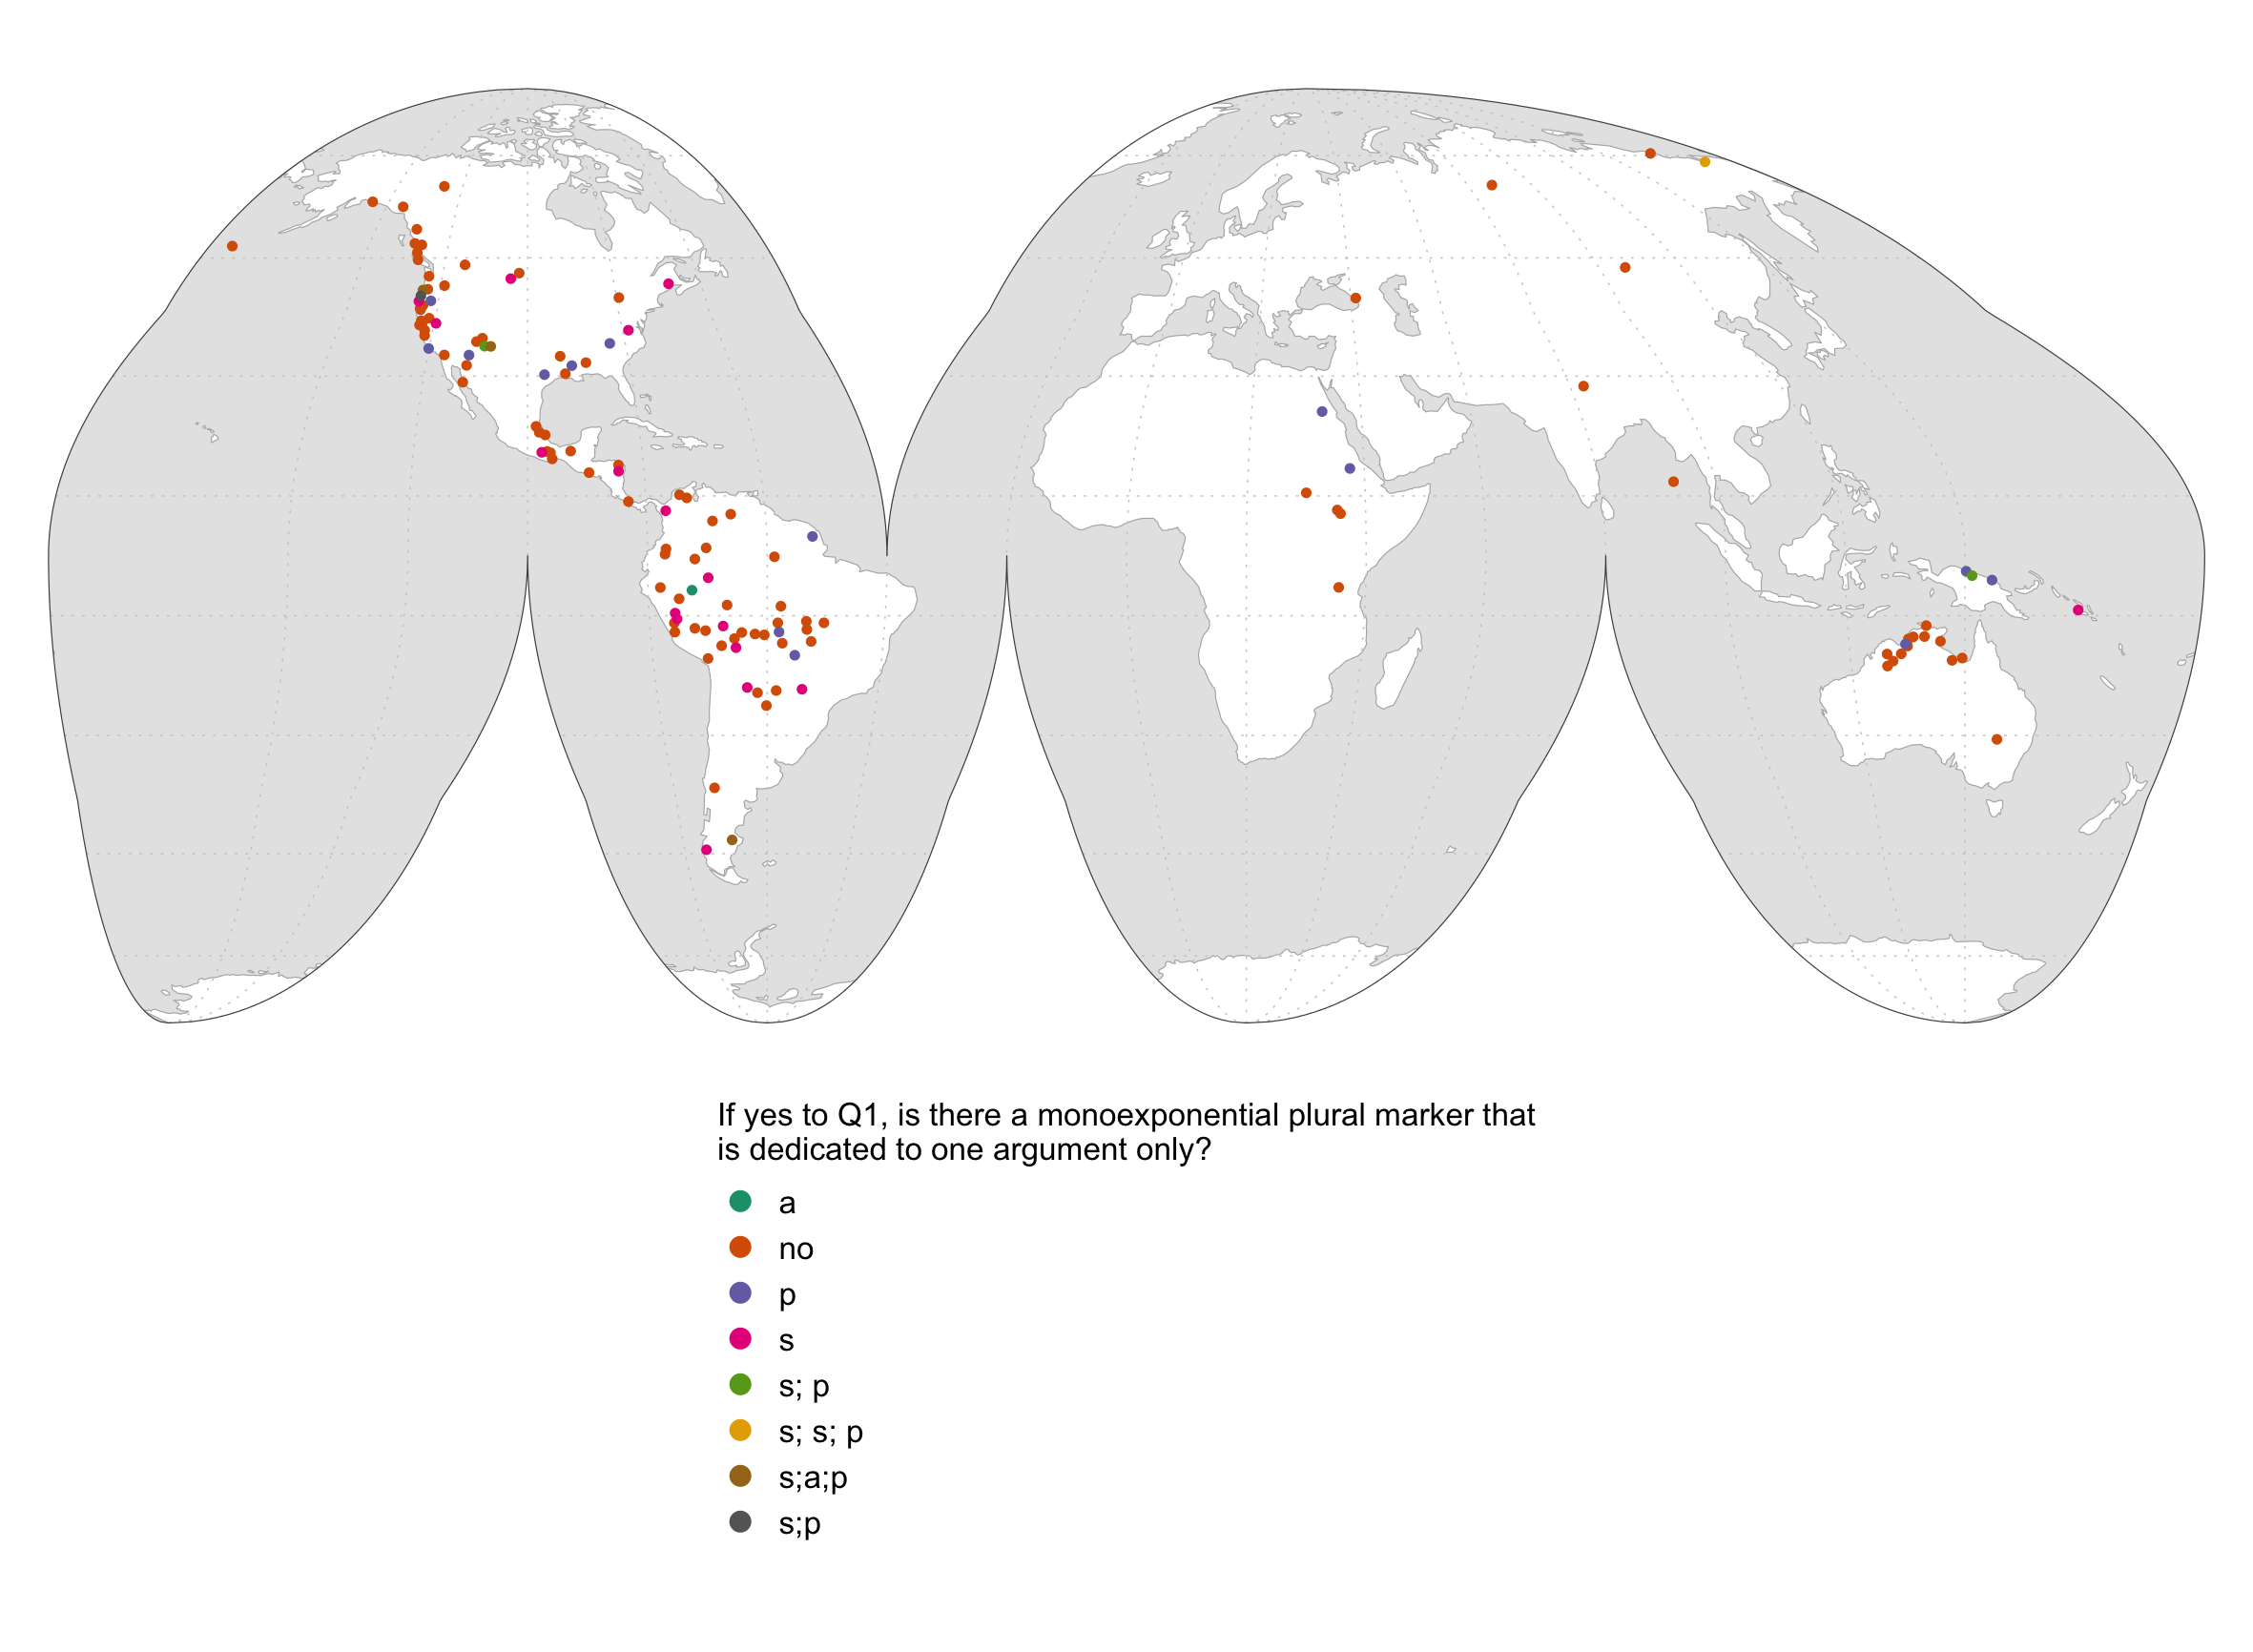 If yes to Q1, is there a monoexponential plural marker that
is dedicated to one argument only?
a
no
p
s
s; p
s; s; p
s;a;p
s;p